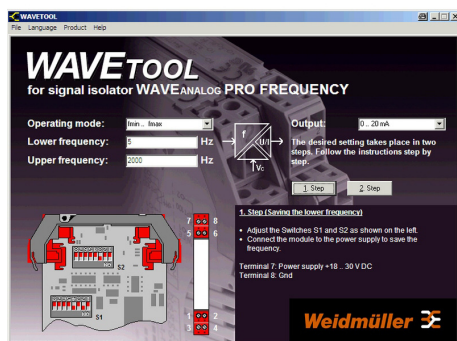 WAVETOOL
File Language Product Help
WAVETOOL
for signal isolator WAVEANALOG PRO FREQUENCY
Operating mode:
fmin... fmax
Output:
0 .. 20 mA
Lower frequency:
5
Hz
f
U/I
Upper frequency:
2000
Hz
Vc
The desired setting takes place in two
steps. Follow the instructions step by
step.
1. Step
2. Step
7
8
5
6
S2
S1
1
2
3
4
1. Step (Saving the lower frequency)
• Adjust the Switches S1 and S2 as shown on the left.
• Connect the module to the power supply to save the
frequency.
Terminal 7: Power supply +18 .. 30 V DC
Terminal 8: Gnd
Weidmüller